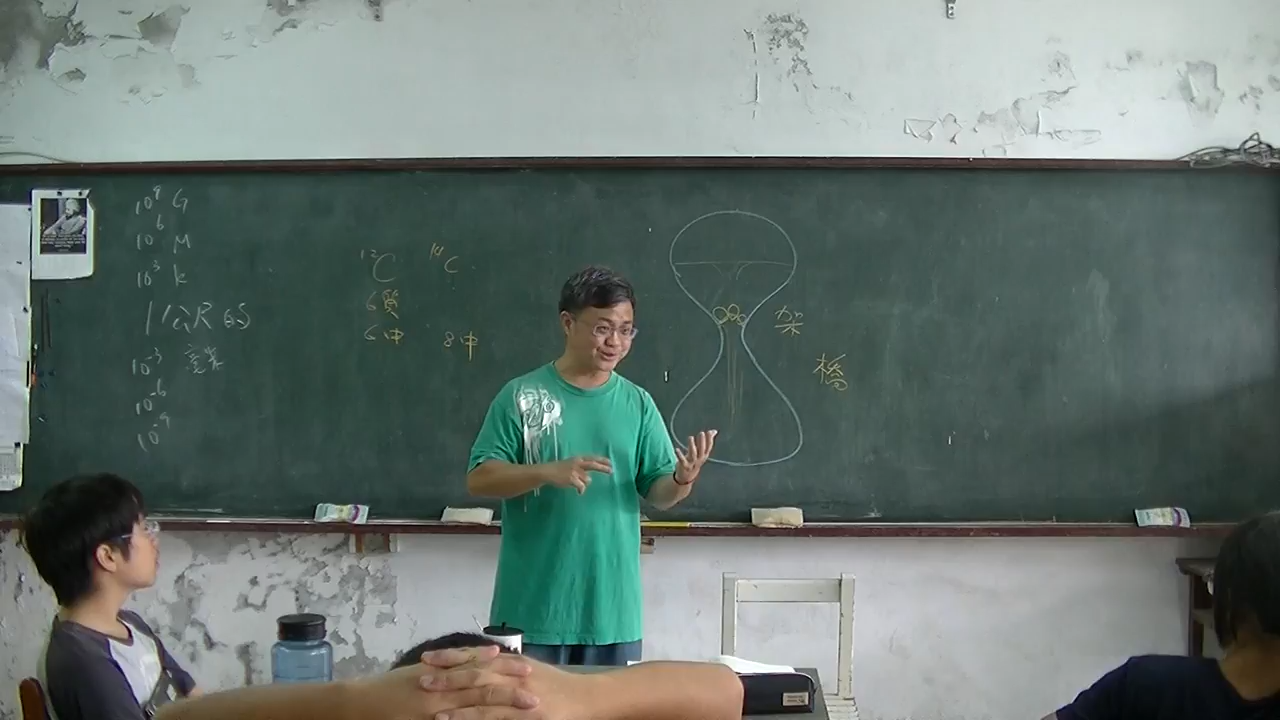 10⁹ G
10⁶ M
10³ k
1 公尺
10⁻³ 毫米
10⁻⁶
10⁻⁹
¹²C ¹⁴C
6質
6中 8中
架
橋